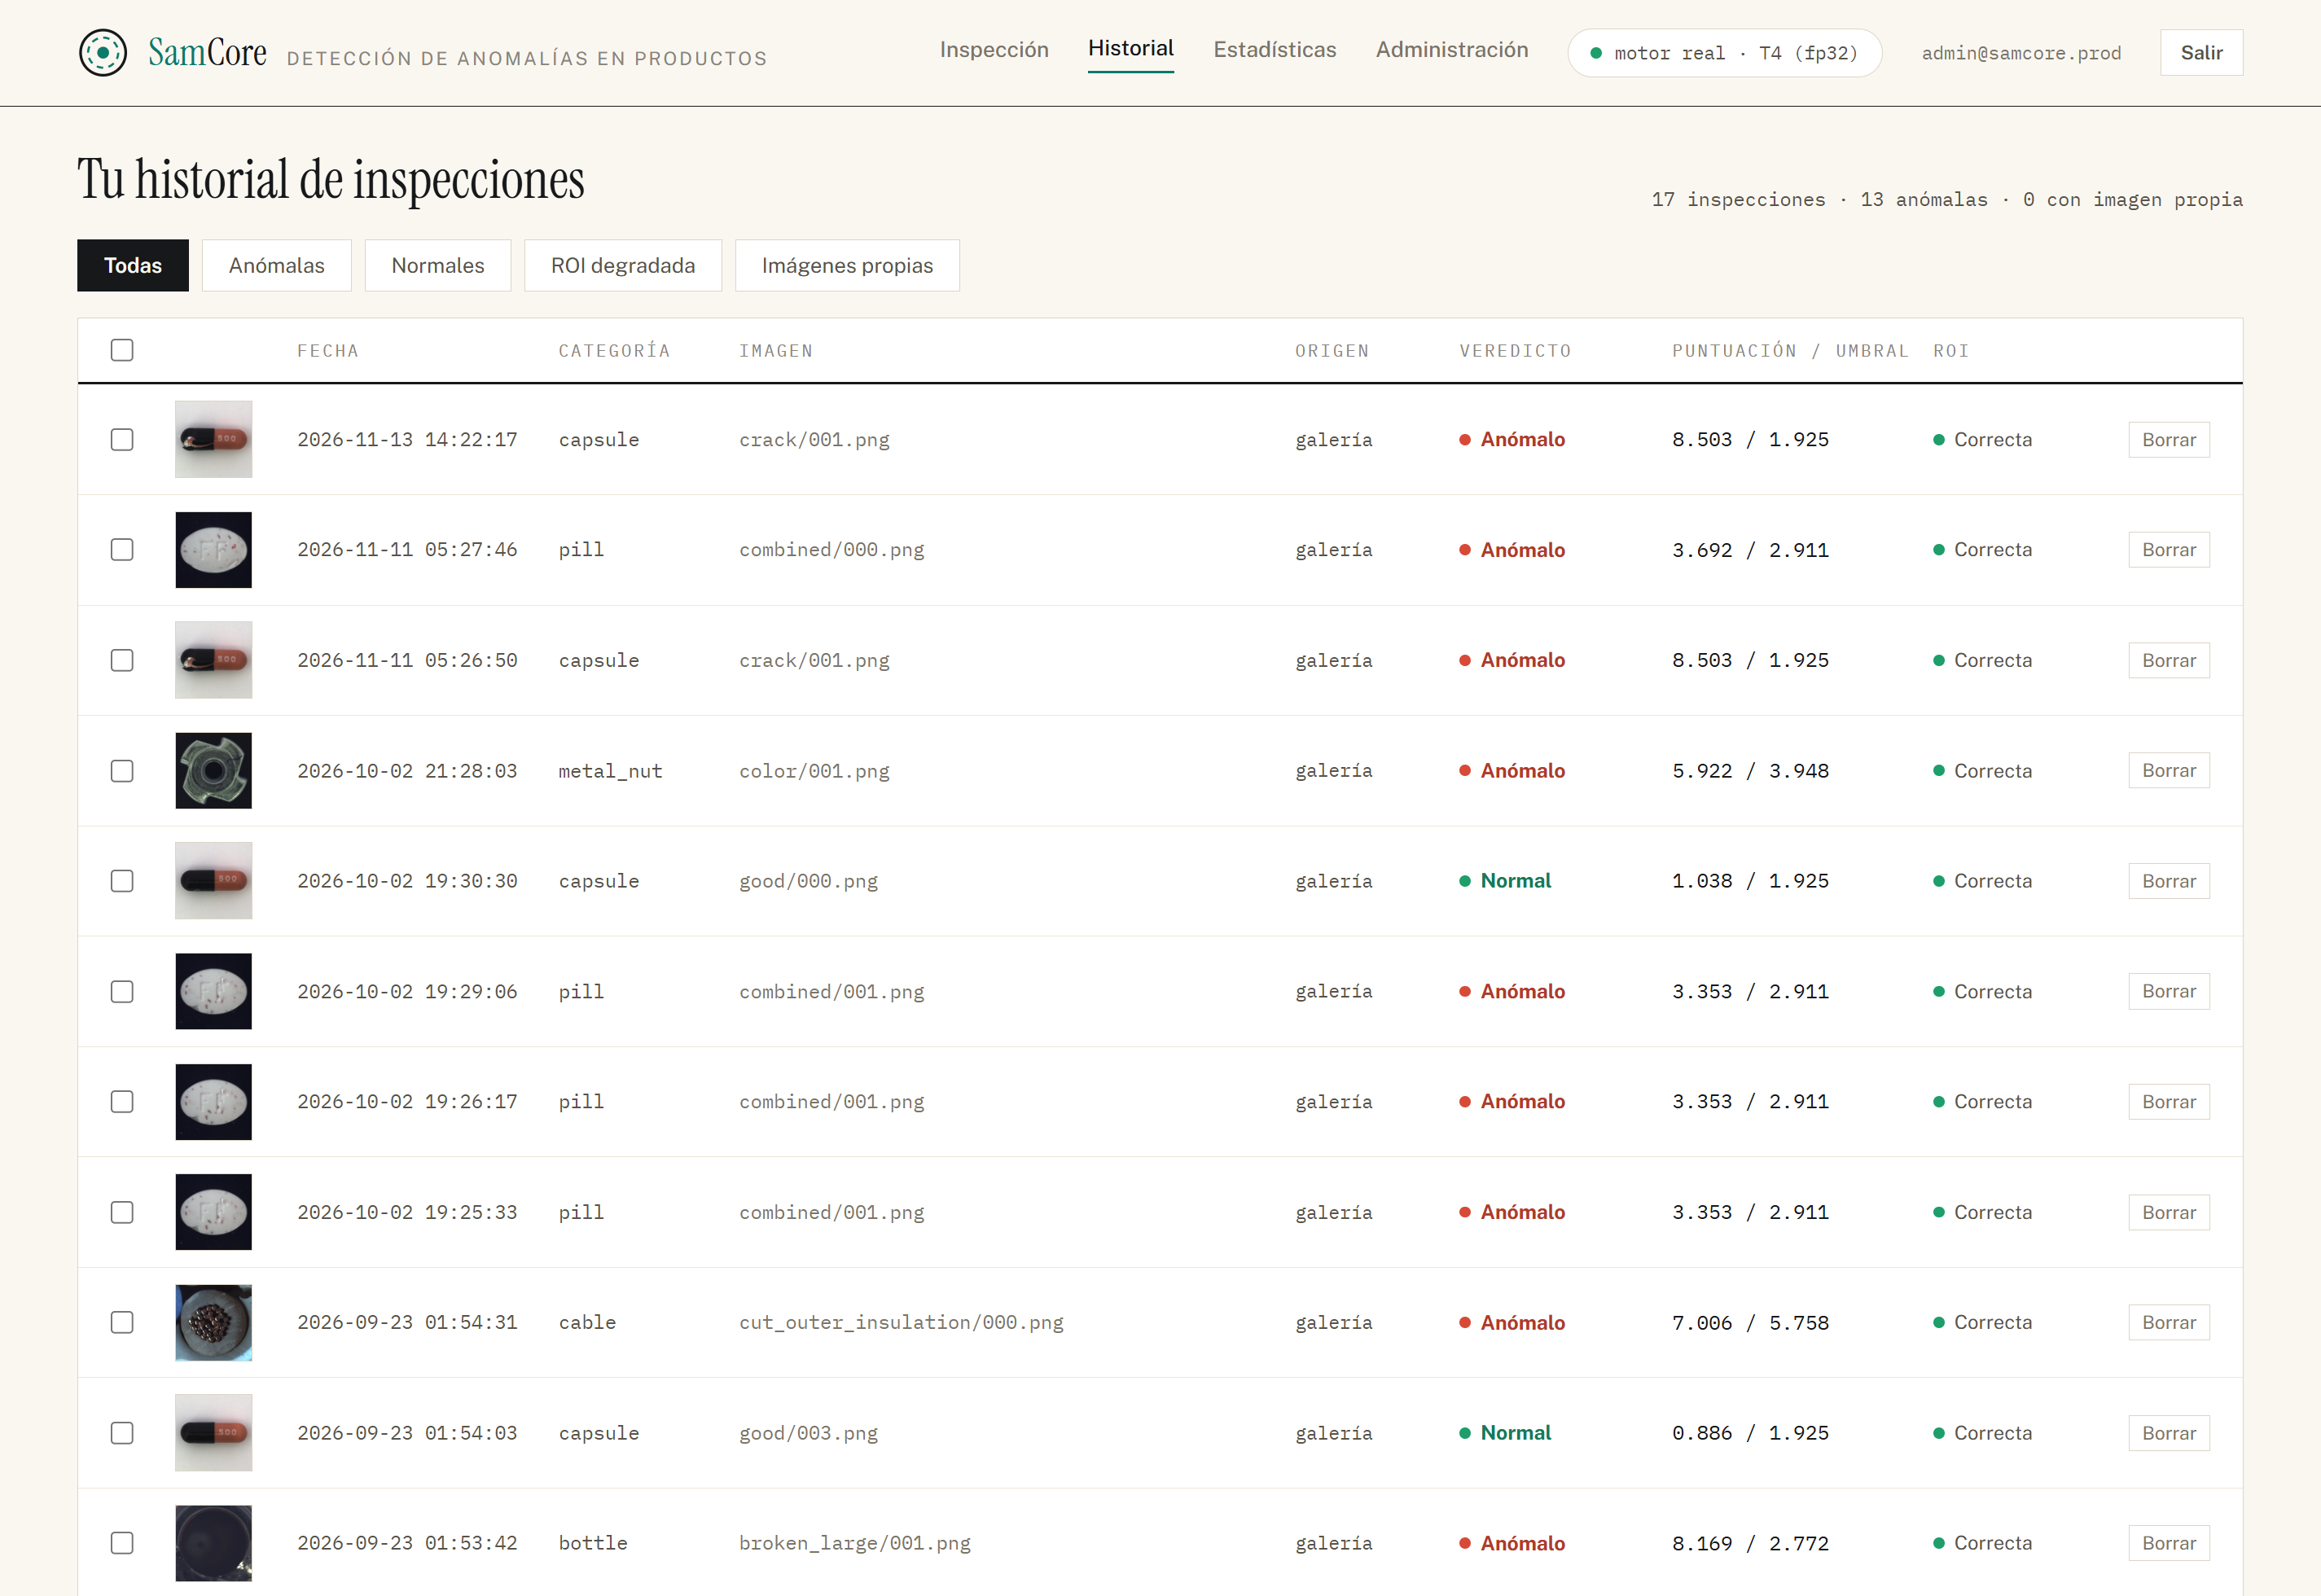 SamCore DETECCIÓN DE ANOMALÍAS EN PRODUCTOS Inspección Historial Estadísticas Administración motor real · T4 (fp32) admin@samcore.prod Salir
Tu historial de inspecciones
17 inspecciones · 13 anómalas · 0 con imagen propia
Todas Anómalas Normales ROI degradada Imágenes propias
FECHA CATEGORÍA IMAGEN ORIGEN VEREDICTO PUNTUACIÓN / UMBRAL ROI
2026-11-13 14:22:17 capsule crack/001.png galería Anómalo 8.503 / 1.925 Correcta Borrar
2026-11-11 05:27:46 pill combined/000.png galería Anómalo 3.692 / 2.911 Correcta Borrar
2026-11-11 05:26:50 capsule crack/001.png galería Anómalo 8.503 / 1.925 Correcta Borrar
2026-10-02 21:28:03 metal_nut color/001.png galería Anómalo 5.922 / 3.948 Correcta Borrar
2026-10-02 19:30:30 capsule good/000.png galería Normal 1.038 / 1.925 Correcta Borrar
2026-10-02 19:29:06 pill combined/001.png galería Anómalo 3.353 / 2.911 Correcta Borrar
2026-10-02 19:26:17 pill combined/001.png galería Anómalo 3.353 / 2.911 Correcta Borrar
2026-10-02 19:25:33 pill combined/001.png galería Anómalo 3.353 / 2.911 Correcta Borrar
2026-09-23 01:54:31 cable cut_outer_insulation/000.png galería Anómalo 7.006 / 5.758 Correcta Borrar
2026-09-23 01:54:03 capsule good/003.png galería Normal 0.886 / 1.925 Correcta Borrar
2026-09-23 01:53:42 bottle broken_large/001.png galería Anómalo 8.169 / 2.772 Correcta Borrar